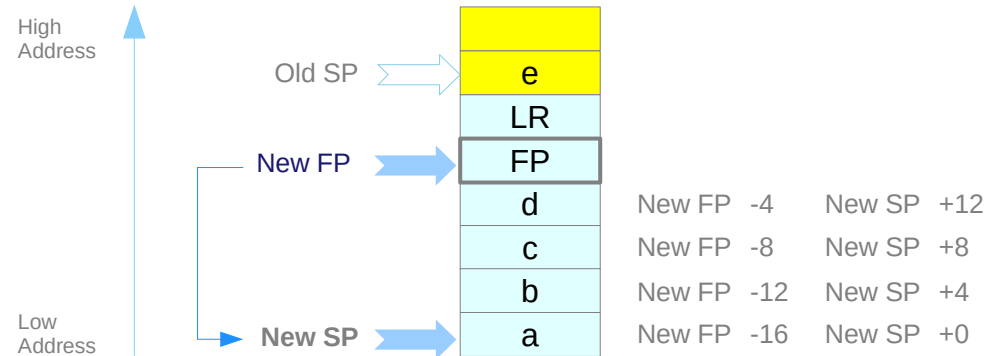 High
Address
Old SP
e
LR
New FP
FP
d New FP -4 New SP +12
c New FP -8 New SP +8
b New FP -12 New SP +4
Low
Address
New SP
a New FP -16 New SP +0